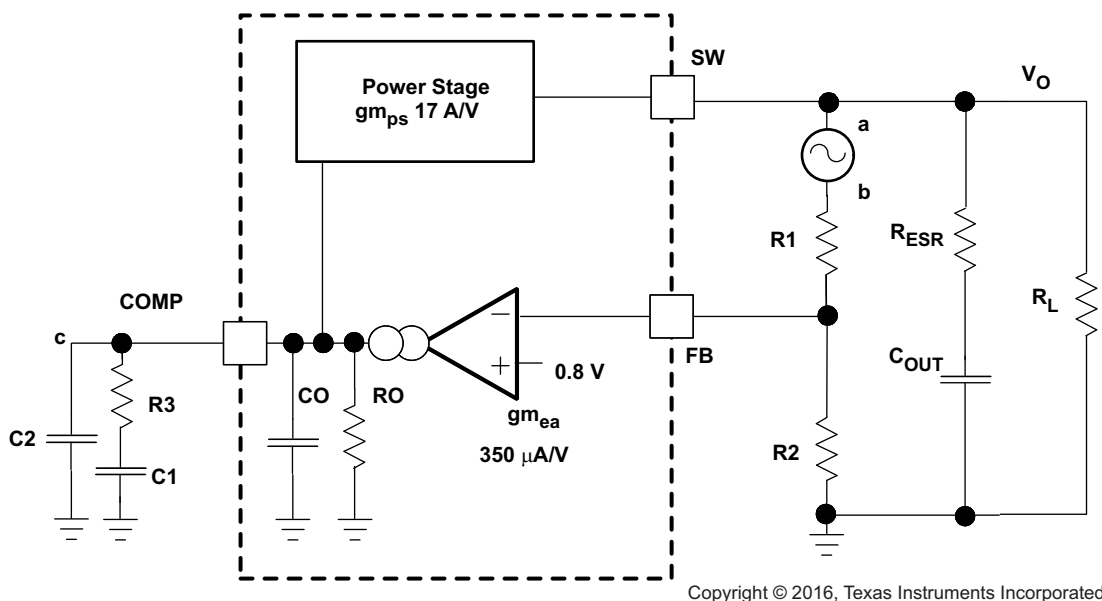 SW
Power Stage
gm_ps 17 A/V
V_O
a
b
R1
R_ESR
R_L
COMP
FB
c
CO
RO
0.8 V
C_OUT
R3
gm_ea
C2
R2
350 µA/V
C1
Copyright © 2016, Texas Instruments Incorporated